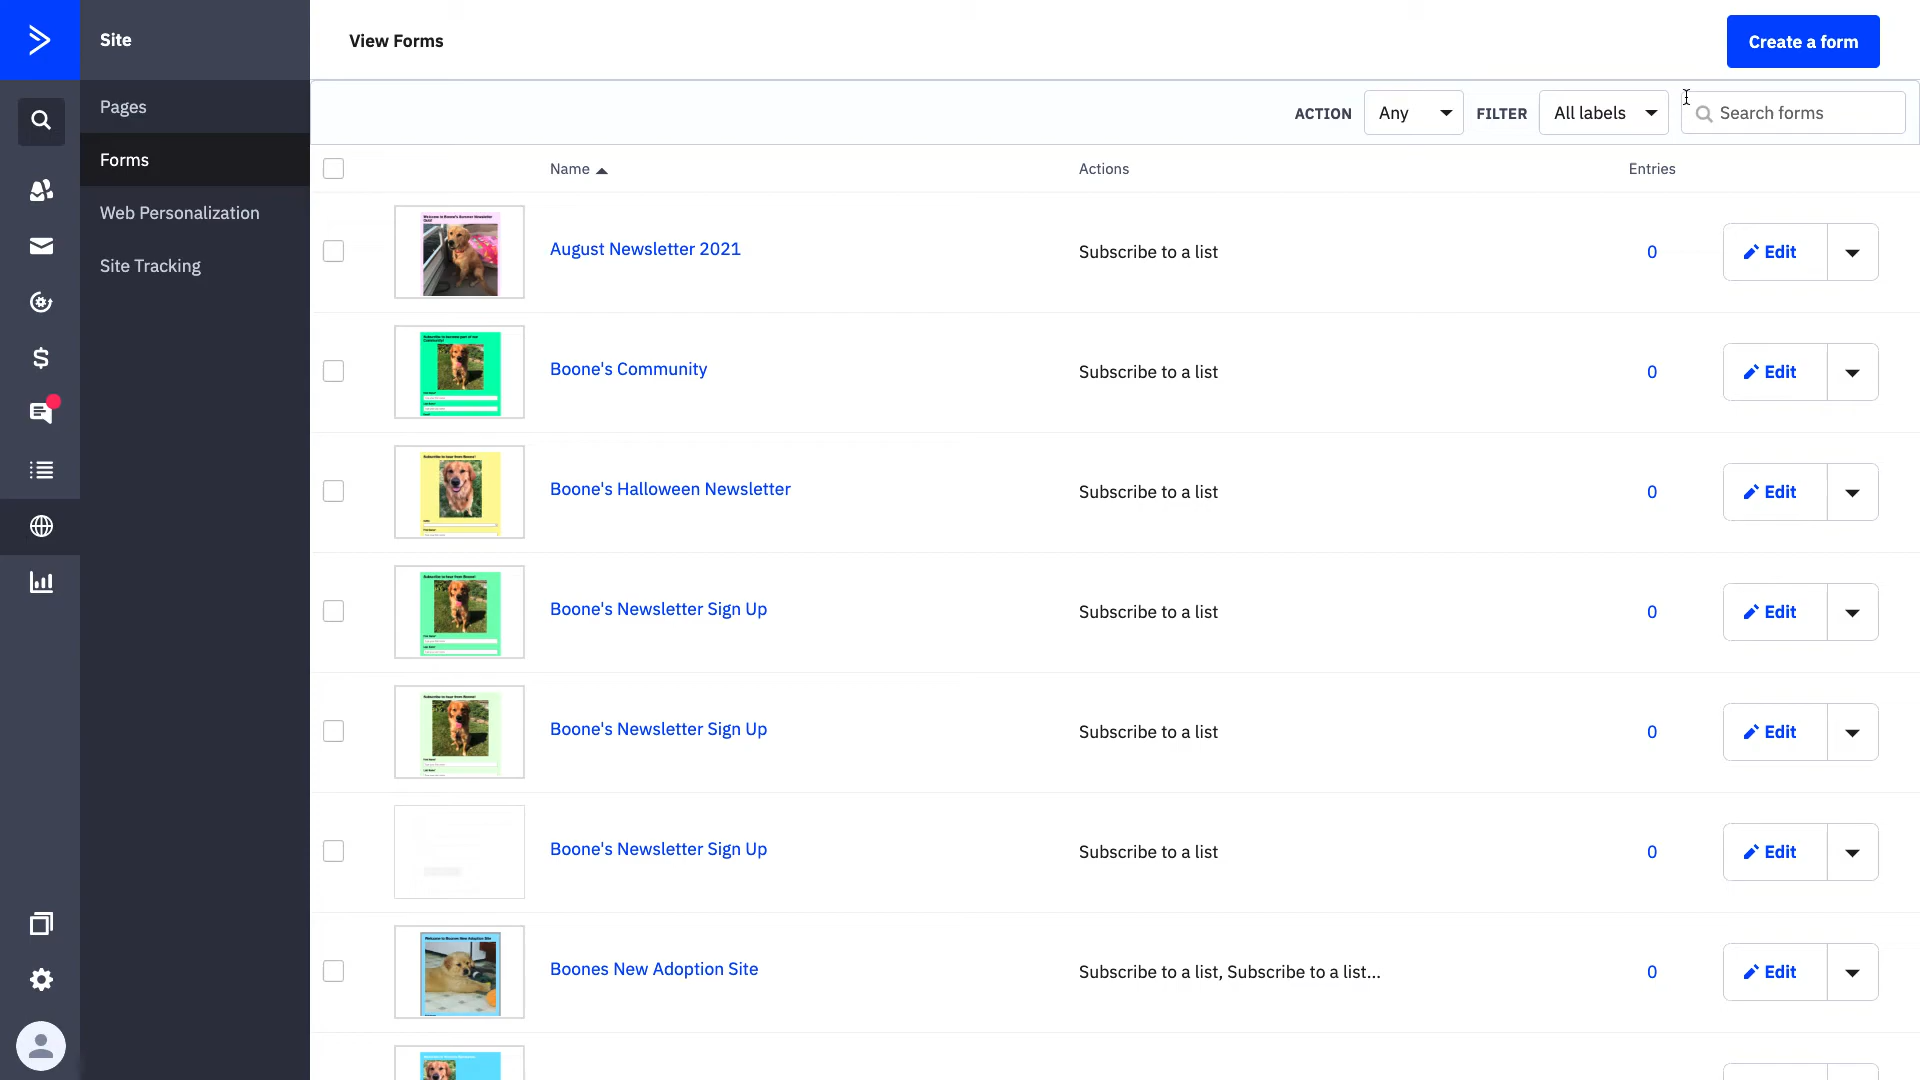 Site
View Forms
Create a form
Pages
Forms
Web Personalization
Site Tracking
ACTION Any FILTER All labels Search forms
Name Actions Entries
August Newsletter 2021 Subscribe to a list 0 Edit
Boone's Community Subscribe to a list 0 Edit
Boone's Halloween Newsletter Subscribe to a list 0 Edit
Boone's Newsletter Sign Up Subscribe to a list 0 Edit
Boone's Newsletter Sign Up Subscribe to a list 0 Edit
Boone's Newsletter Sign Up Subscribe to a list 0 Edit
Boones New Adoption Site Subscribe to a list, Subscribe to a list... 0 Edit